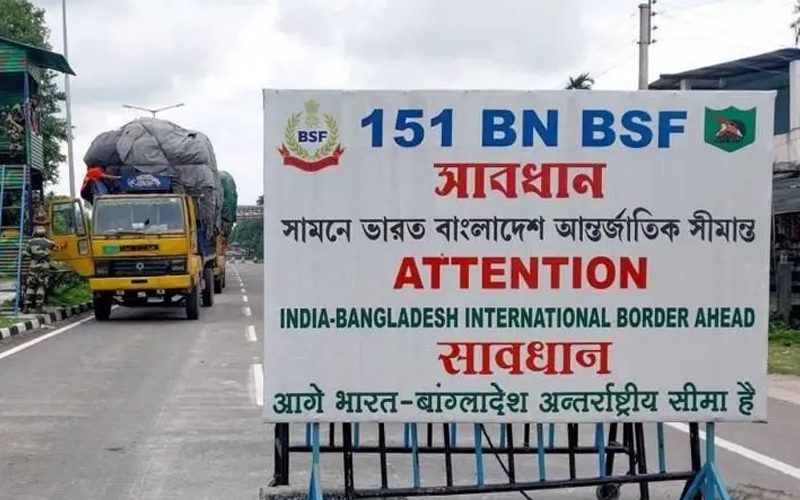 BSF
151 BN BSF
সাবধান
সামনে ভারত বাংলাদেশ আন্তর্জাতিক সীমান্ত
ATTENTION
INDIA-BANGLADESH INTERNATIONAL BORDER AHEAD
सावधान
आगे भारत-बांग्लादेश अन्तर्राष्ट्रीय सीमा है